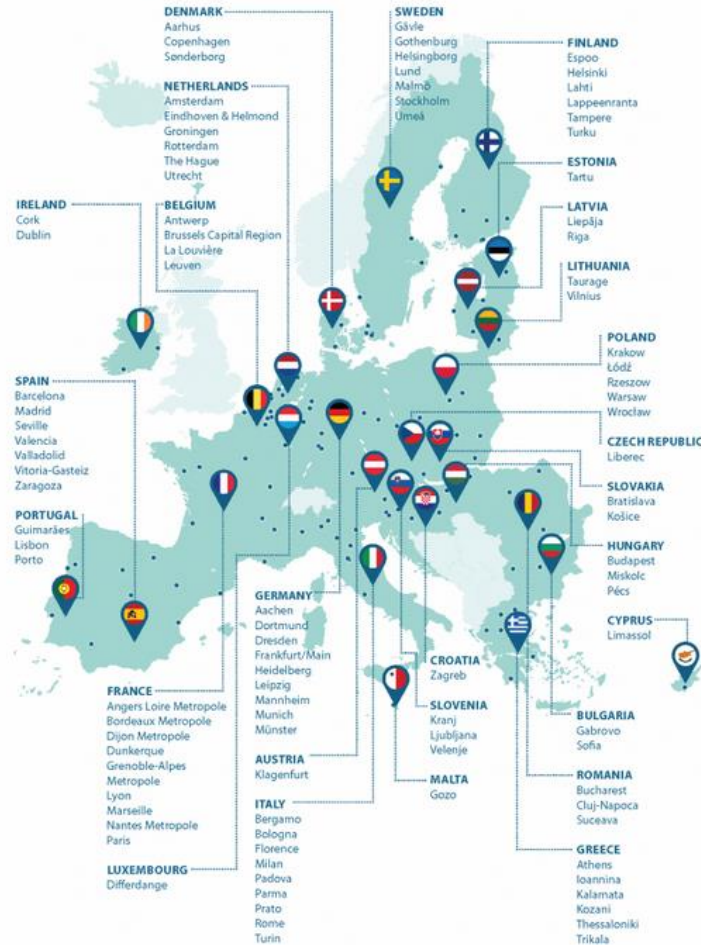 DENMARK
Aarhus
Copenhagen
Sønderborg
SWEDEN
Gävle
Gothenburg
Helsingborg
Lund
Malmö
Stockholm
Umeå
FINLAND
Espoo
Helsinki
Lahti
Lappeenranta
Tampere
Turku
NETHERLANDS
Amsterdam
Eindhoven & Helmond
Groningen
Rotterdam
The Hague
Utrecht
ESTONIA
Tartu
IRELAND
Cork
Dublin
BELGIUM
Antwerp
Brussels Capital Region
La Louvière
Leuven
LATVIA
Liepāja
Riga
LITHUANIA
Taurage
Vilnius
POLAND
Krakow
Łódź
Rzeszow
Warsaw
Wrocław
SPAIN
Barcelona
Madrid
Seville
Valencia
Valladolid
Vitoria-Gasteiz
Zaragoza
CZECH REPUBLIC
Liberec
SLOVAKIA
Bratislava
Košice
PORTUGAL
Guimarães
Lisbon
Porto
HUNGARY
Budapest
Miskolc
Pécs
GERMANY
Aachen
Dortmund
Dresden
Frankfurt/Main
Heidelberg
Leipzig
Mannheim
Munich
Münster
CYPRUS
Limassol
CROATIA
Zagreb
FRANCE
Angers Loire Metropole
Bordeaux Metropole
Dijon Metropole
Dunkerque
Grenoble-Alpes
Metropole
Lyon
Marseille
Nantes Metropole
Paris
SLOVENIA
Kranj
Ljubljana
Velenje
BULGARIA
Gabrovo
Sofia
AUSTRIA
Klagenfurt
MALTA
Gozo
ROMANIA
Bucharest
Cluj-Napoca
Suceava
ITALY
Bergamo
Bologna
Florence
Milan
Padova
Parma
Prato
Rome
Turin
LUXEMBOURG
Differdange
GREECE
Athens
Ioannina
Kalamata
Kozani
Thessaloniki
Trikala